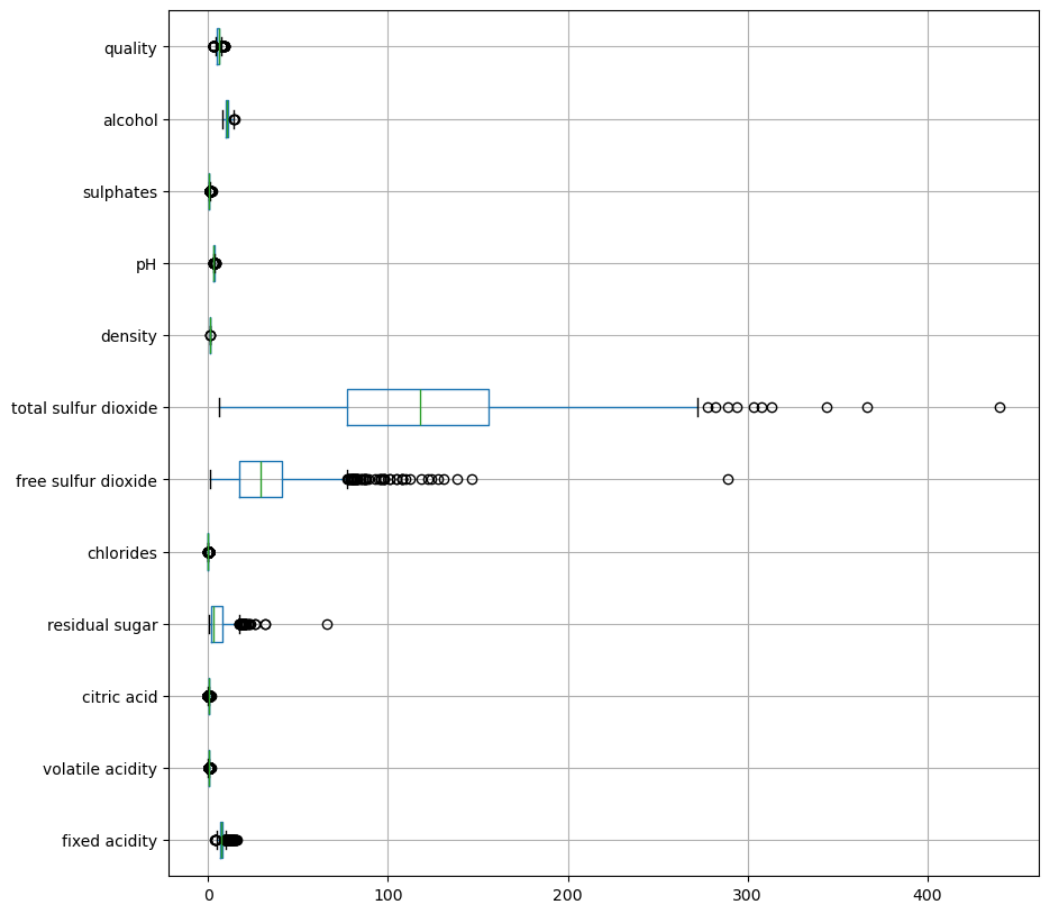 quality
alcohol
sulphates
pH
density
total sulfur dioxide
free sulfur dioxide
chlorides
residual sugar
citric acid
volatile acidity
fixed acidity
0 100 200 300 400